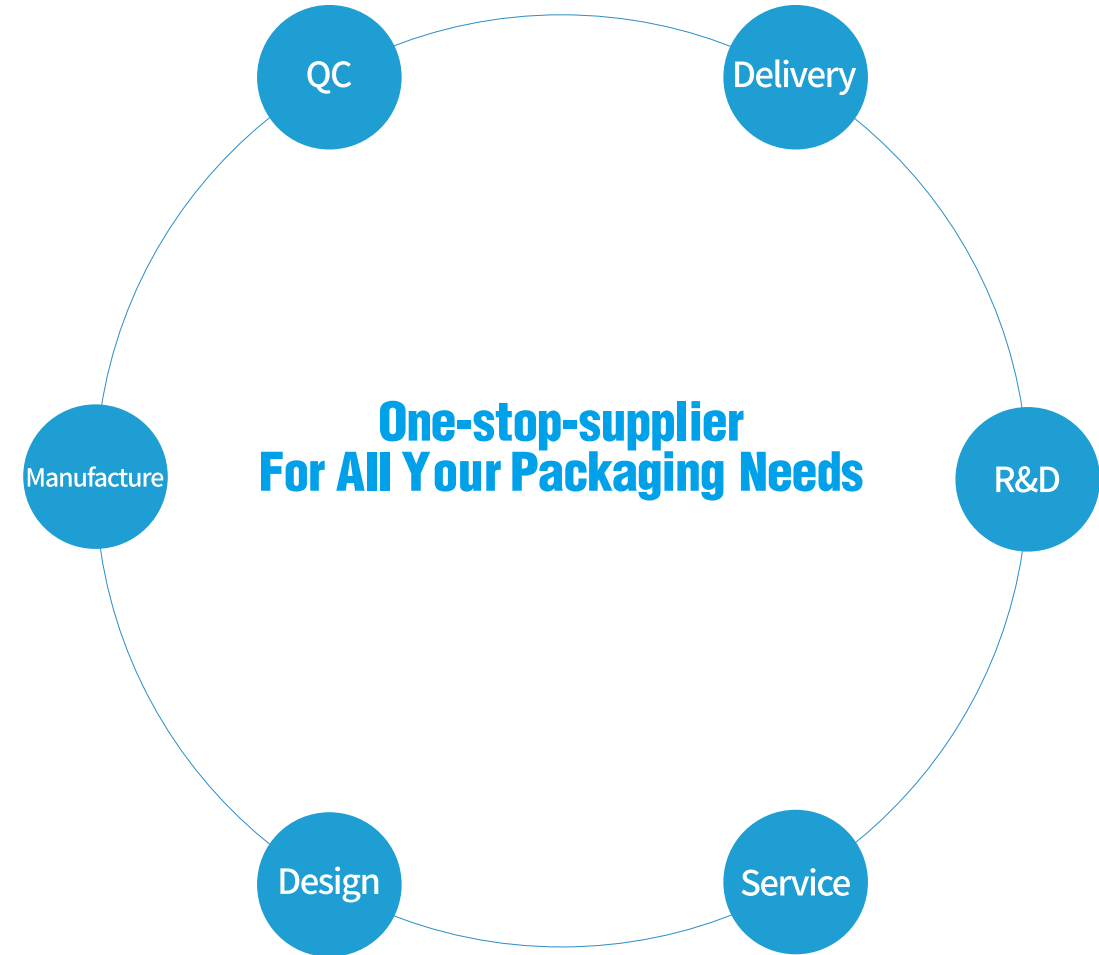 QC
Delivery
One-stop-supplier
For All Your Packaging Needs
Manufacture
R&D
Design
Service